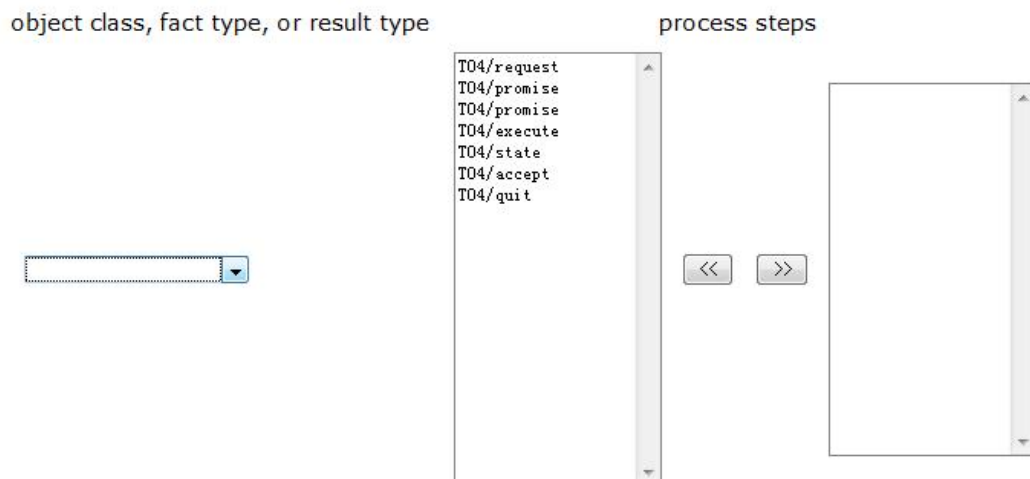 object class, fact type, or result type
process steps
T04/request
T04/promise
T04/promise
T04/execute
T04/state
T04/accept
T04/quit
<< >>